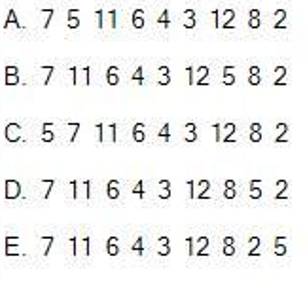 A. 7 5 11 6 4 3 12 8 2
B. 7 11 6 4 3 12 5 8 2
C. 5 7 11 6 4 3 12 8 2
D. 7 11 6 4 3 12 8 5 2
E. 7 11 6 4 3 12 8 2 5